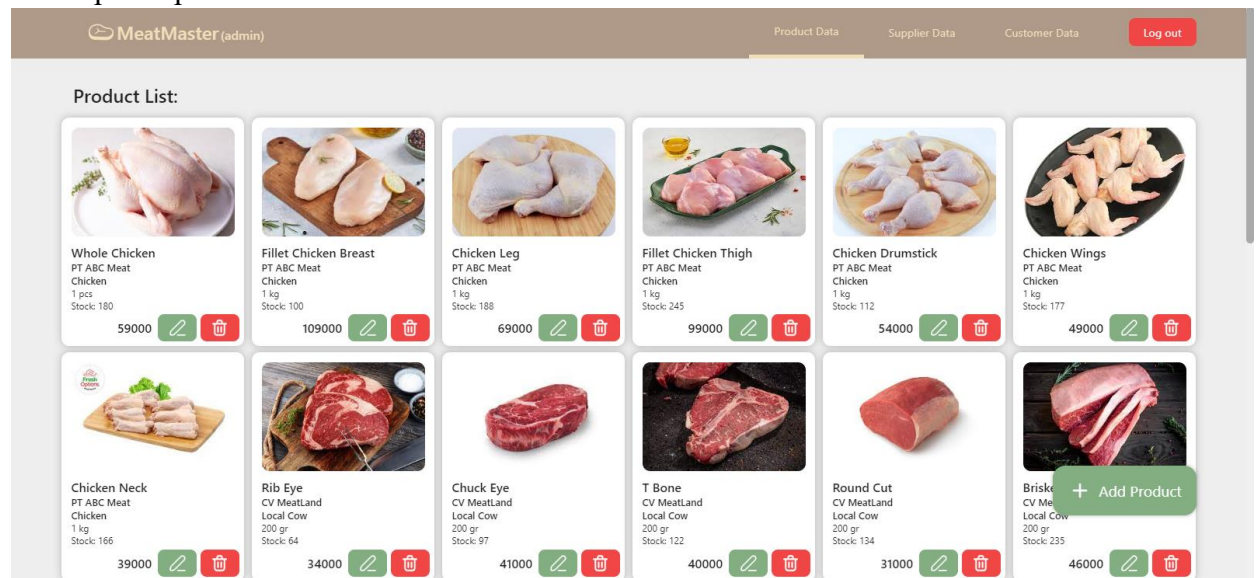 MeatMaster (admin)
Product Data
Supplier Data
Customer Data
Log out
Product List:
Whole Chicken
PT ABC Meat
Chicken
1 pcs
Stock: 180
59000
Fillet Chicken Breast
PT ABC Meat
Chicken
1 kg
Stock: 100
109000
Chicken Leg
PT ABC Meat
Chicken
1 kg
Stock: 188
69000
Fillet Chicken Thigh
PT ABC Meat
Chicken
1 kg
Stock: 245
99000
Chicken Drumstick
PT ABC Meat
Chicken
1 kg
Stock: 112
54000
Chicken Wings
PT ABC Meat
Chicken
1 kg
Stock: 177
49000
Fresh
Options
Chicken Neck
PT ABC Meat
Chicken
1 kg
Stock: 166
39000
Rib Eye
CV MeatLand
Local Cow
200 gr
Stock: 64
34000
Chuck Eye
CV MeatLand
Local Cow
200 gr
Stock: 97
41000
T Bone
CV MeatLand
Local Cow
200 gr
Stock: 122
40000
Round Cut
CV MeatLand
Local Cow
200 gr
Stock: 134
31000
Briske
CV Me
Local Cow
200 gr
Stock: 235
46000
+ Add Product